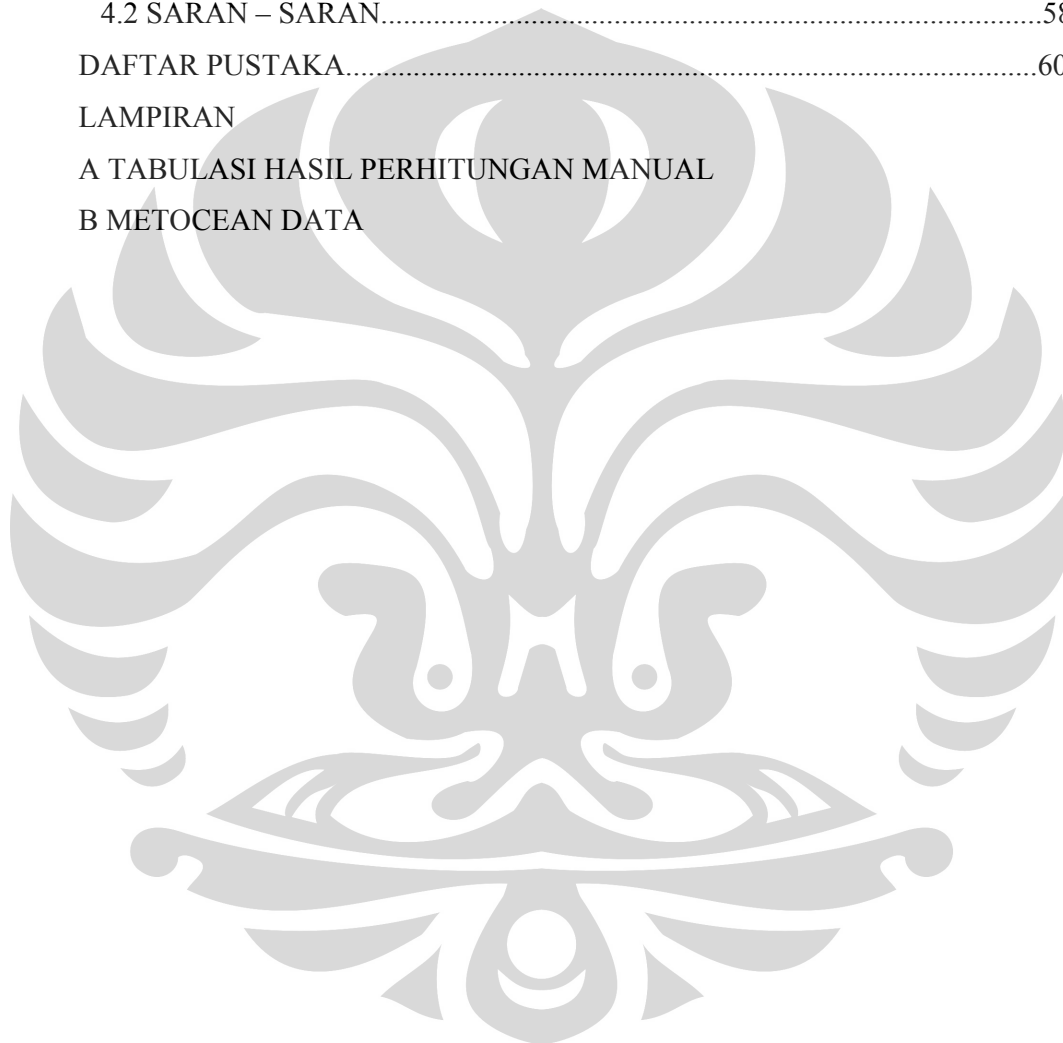 4.2 SARAN – SARAN..................................................................................58
DAFTAR PUSTAKA......................................................................................60
LAMPIRAN
A TABULASI HASIL PERHITUNGAN MANUAL
B METOCEAN DATA